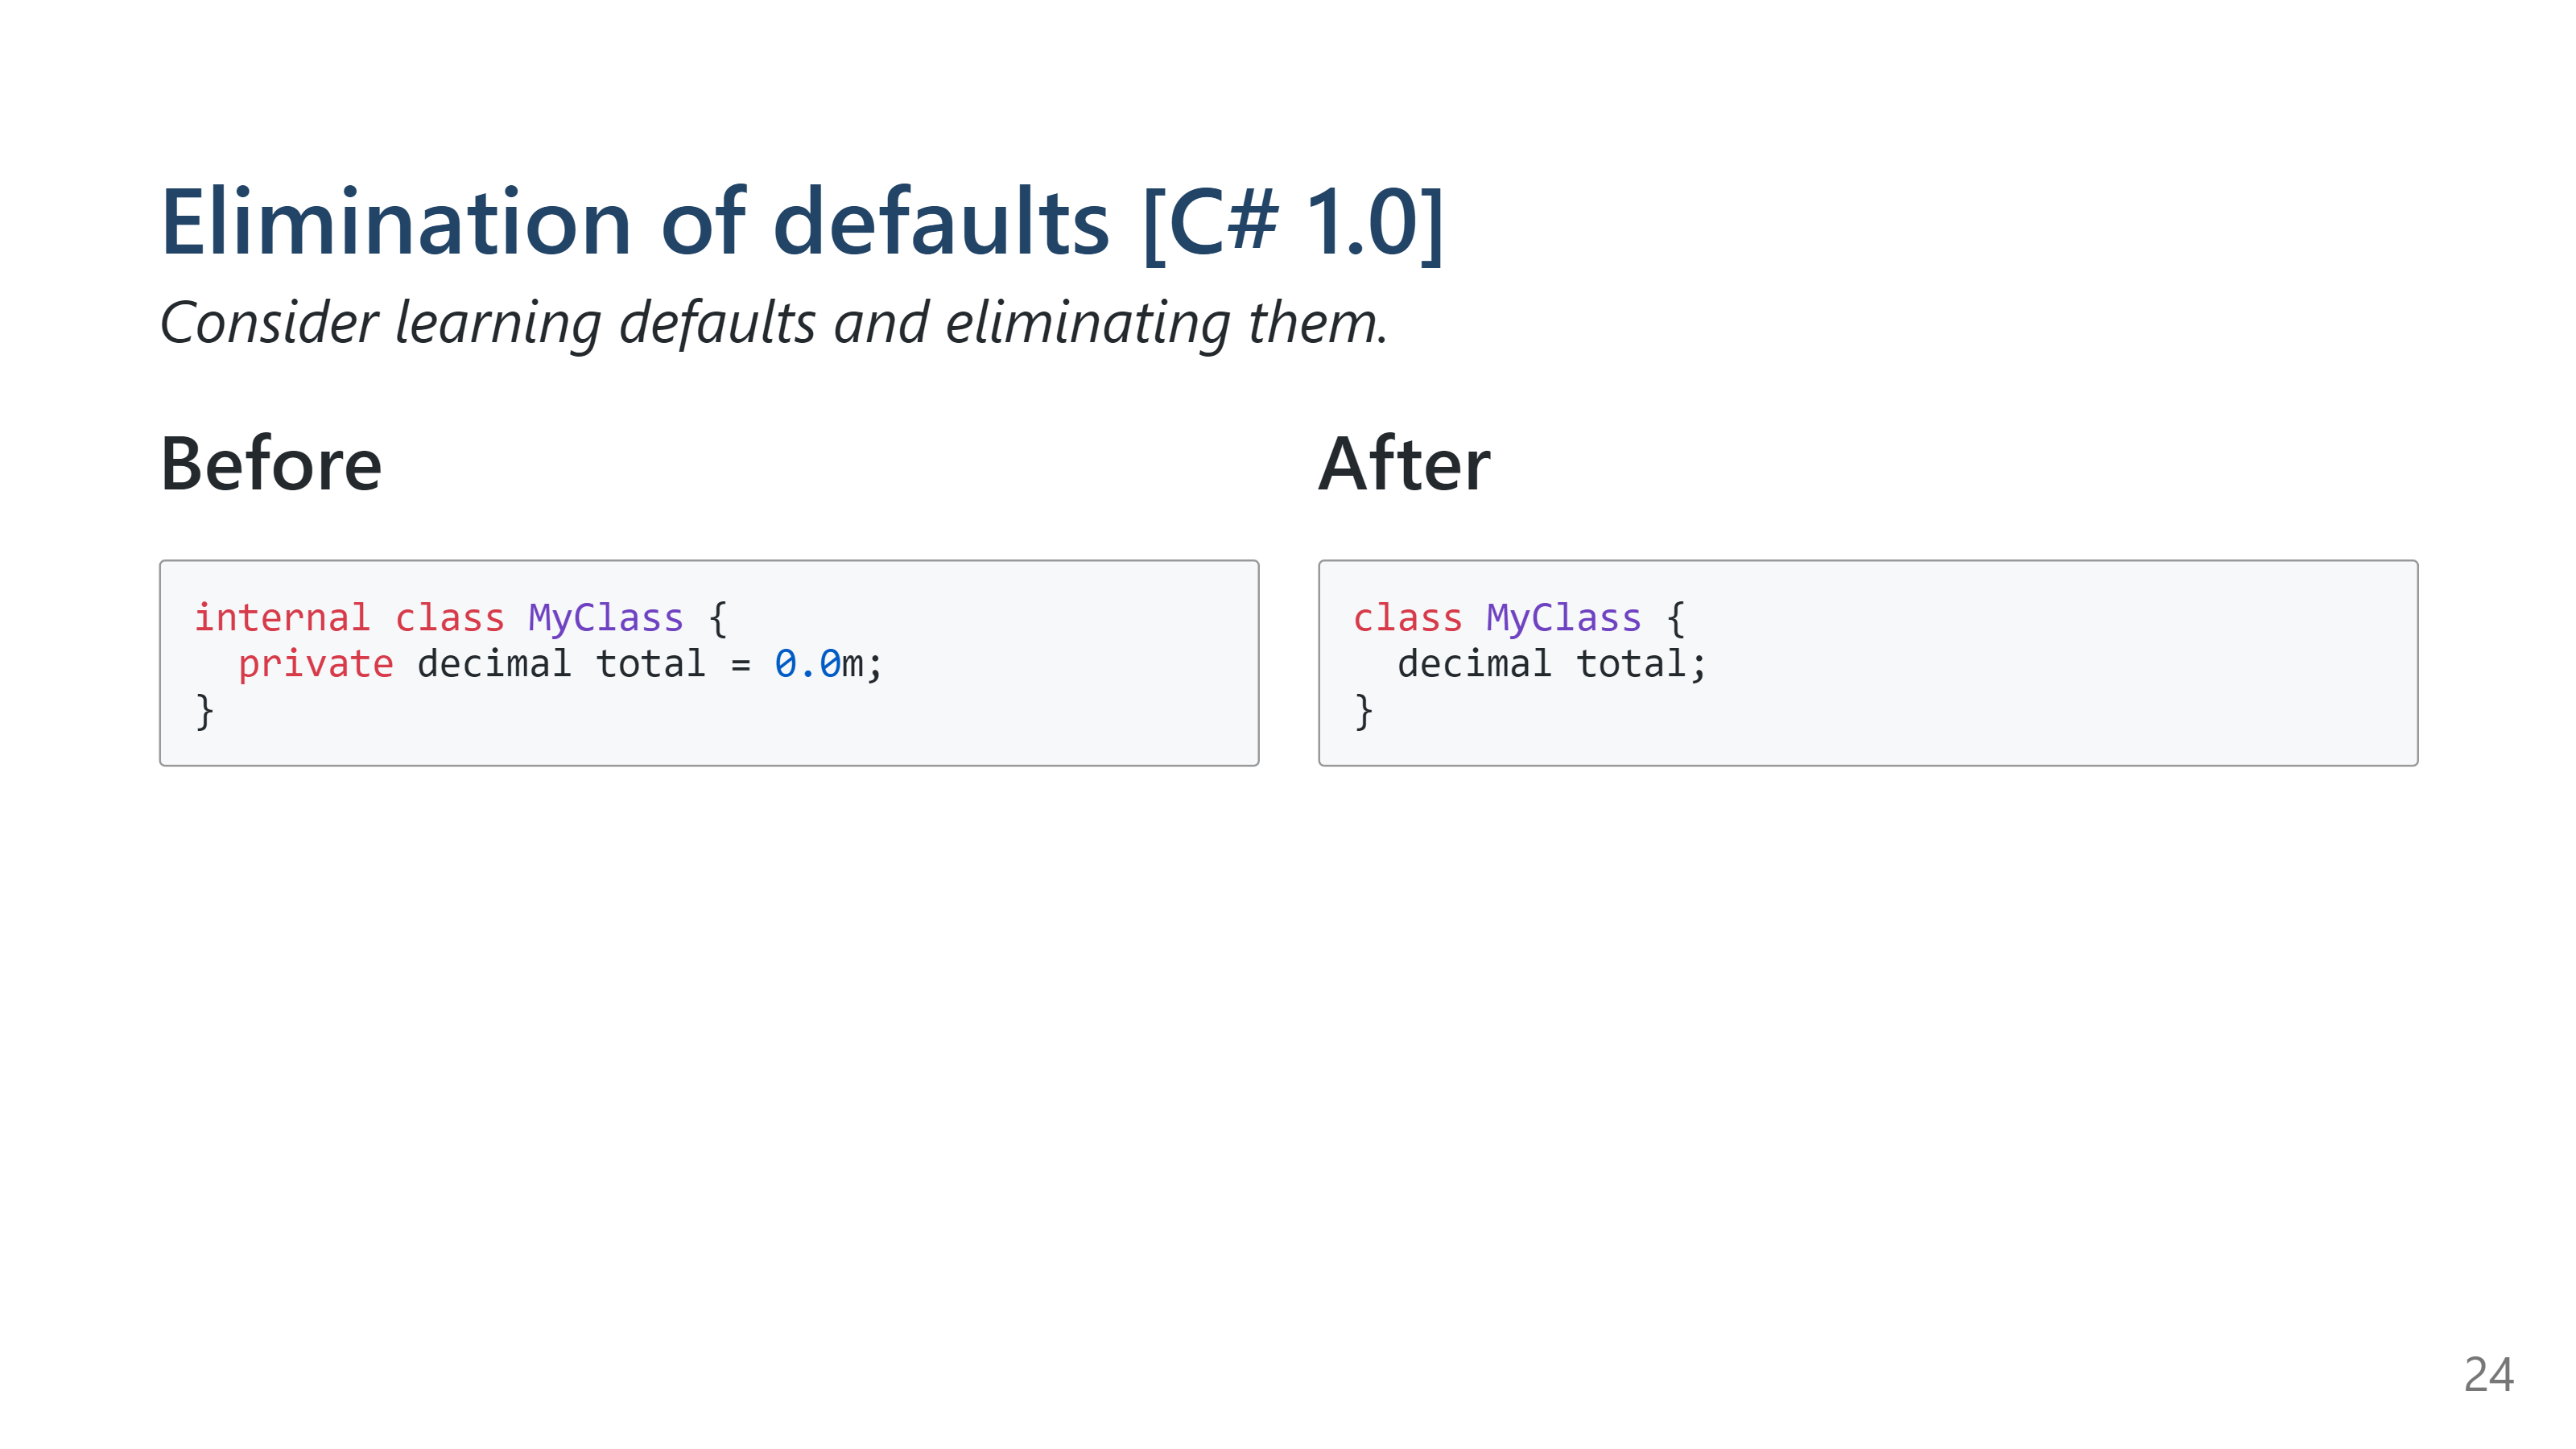 Elimination of defaults [C# 1.0]
Consider learning defaults and eliminating them.
Before
internal class MyClass {
  private decimal total = 0.0m;
}
After
class MyClass {
  decimal total;
}
24